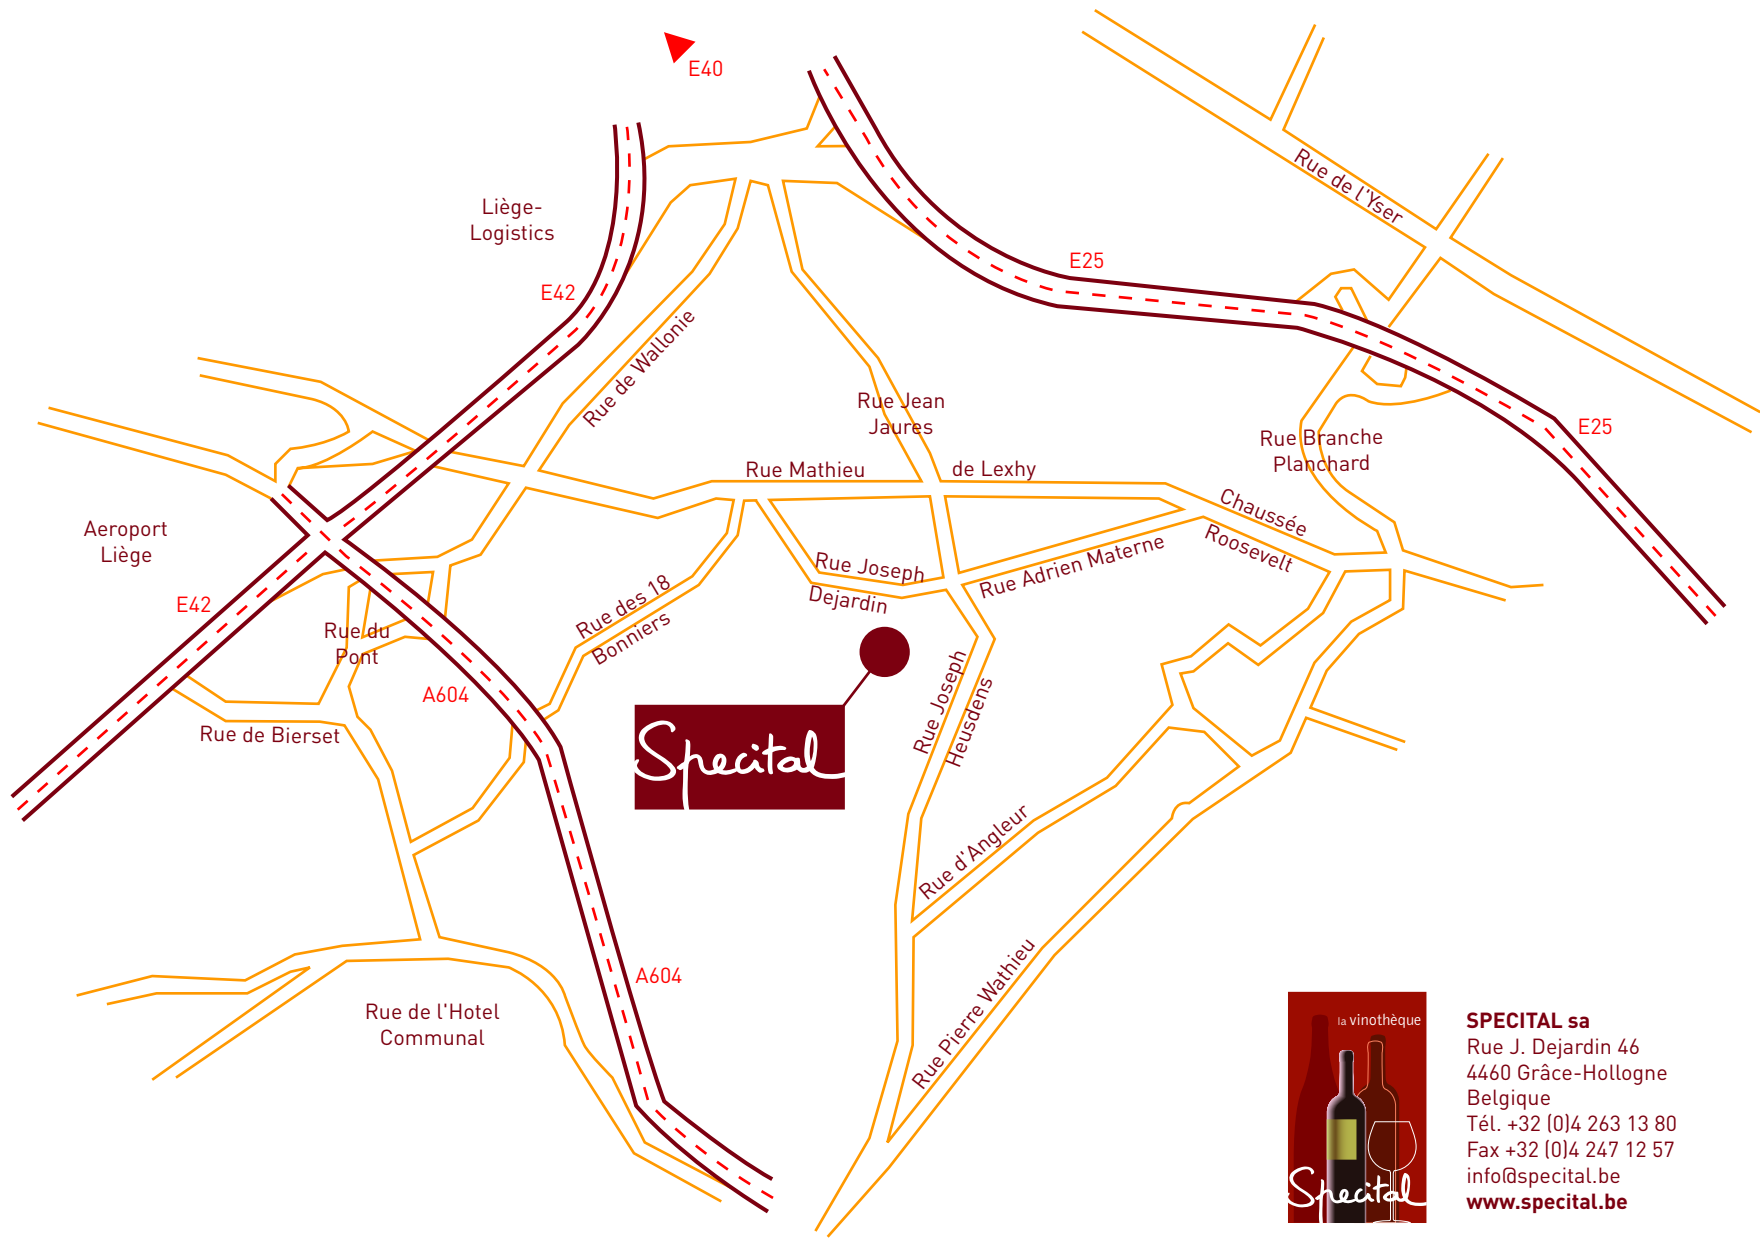 E40
Rue de l'Yser
Liège-
Logistics
E25
E42
Rue de Wallonie
Rue Jean
Jaures
E25
Rue Branche
Planchard
Rue Mathieu
de Lexhy
Chaussée
Roosevelt
Aeroport
Liège
Rue Joseph
Dejardin
Rue Adrien Materne
E42
Rue des 18
Bonniers
Rue du
Pont
A604
Rue Joseph
Heusdens
Rue de Bierset
Specital
Rue d'Angleur
A604
Rue Pierre Wathieu
Rue de l'Hotel
Communal
la vinothèque
Specital
SPECITAL sa
Rue J. Dejardin 46
4460 Grâce-Hollogne
Belgique
Tél. +32 (0)4 263 13 80
Fax +32 (0)4 247 12 57
info@specital.be
www.specital.be